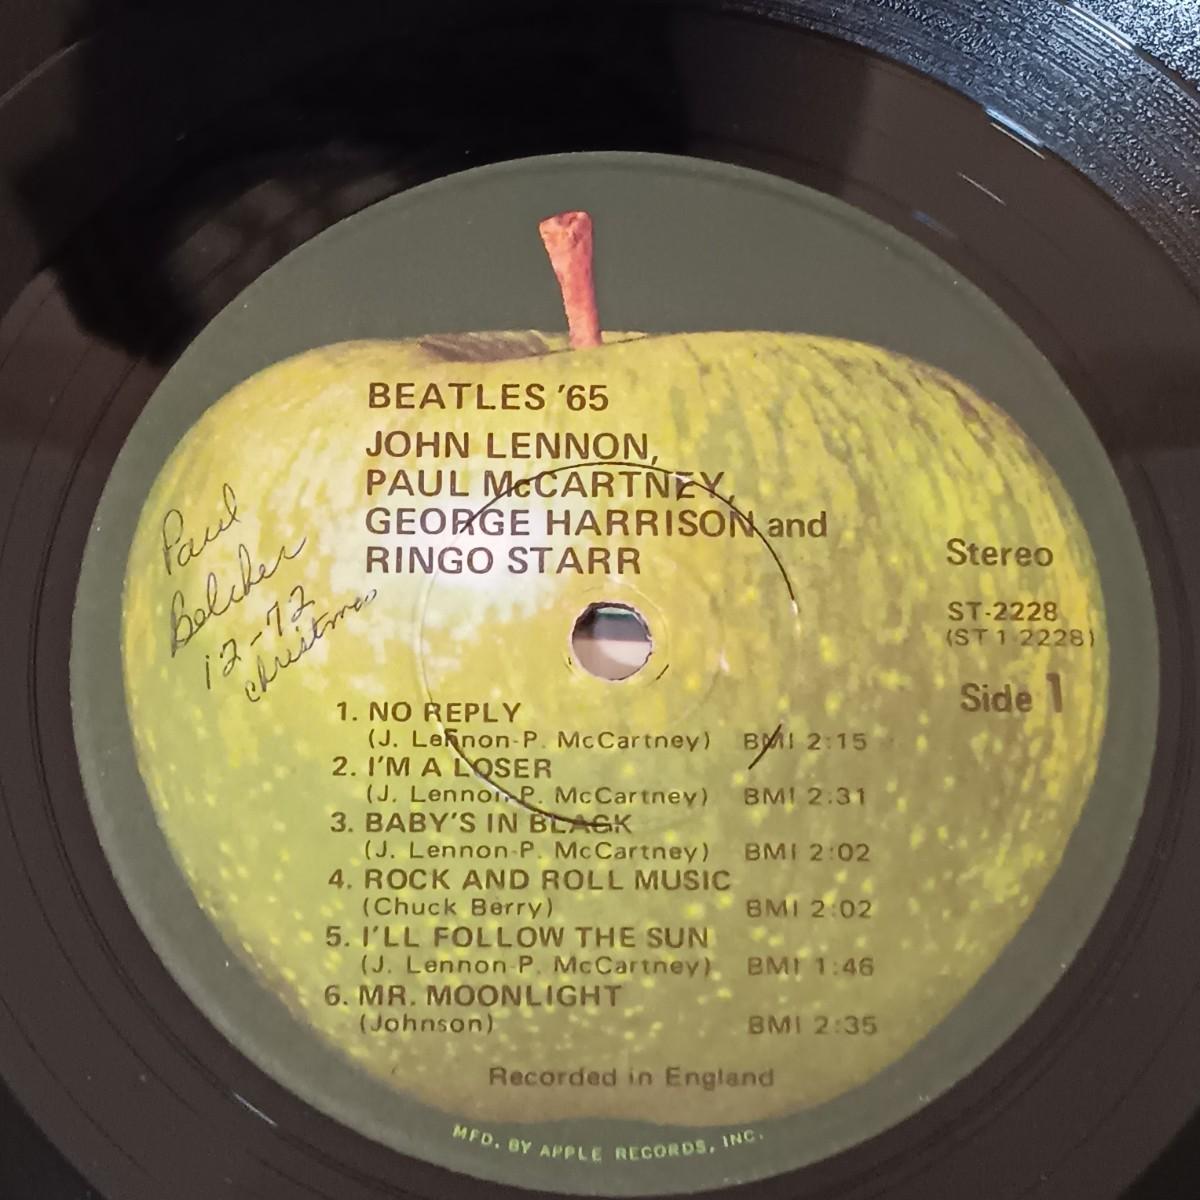 BEATLES '65
JOHN LENNON,
PAUL McCARTNEY,
GEORGE HARRISON and
RINGO STARR
Paul
Belcher
12-72
Christmas
Stereo
ST-2228
(ST 1 2228)
Side 1
1. NO REPLY
(J. Lennon-P. McCartney) BMI 2:15
2. I'M A LOSER
(J. Lennon-P. McCartney) BMI 2:31
3. BABY'S IN BLACK
(J. Lennon-P. McCartney) BMI 2:02
4. ROCK AND ROLL MUSIC
(Chuck Berry) BMI 2:02
5. I'LL FOLLOW THE SUN
(J. Lennon-P. McCartney) BMI 1:46
6. MR. MOONLIGHT
(Johnson) BMI 2:35
Recorded in England
MFD. BY APPLE RECORDS, INC.